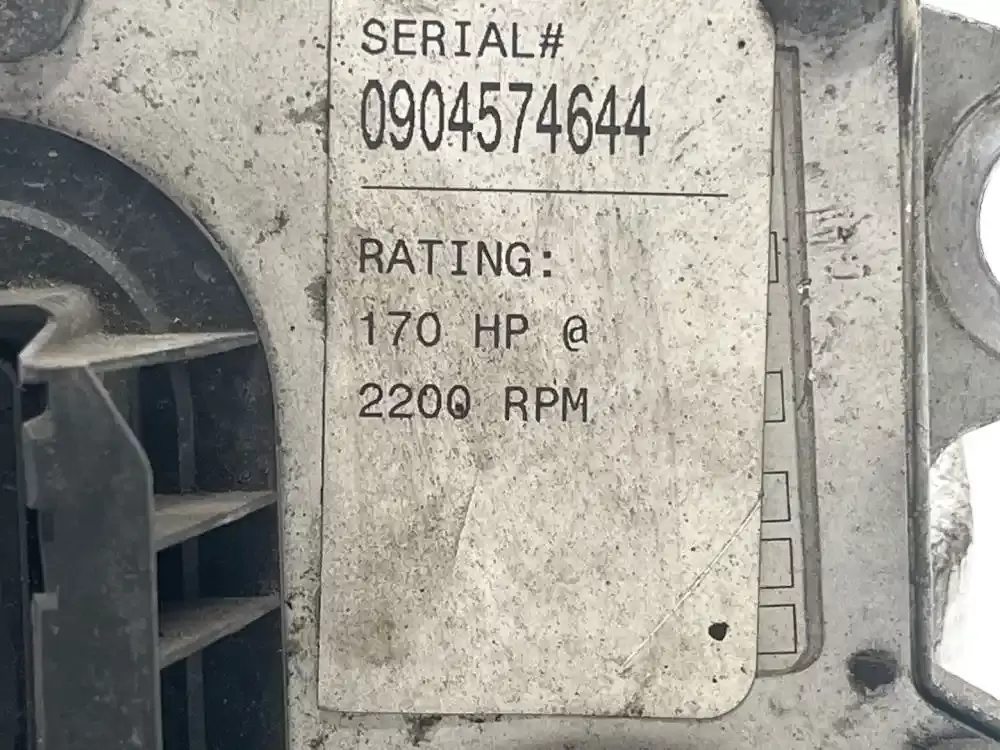 SERIAL#
0904574644
RATING:
170 HP @
2200 RPM